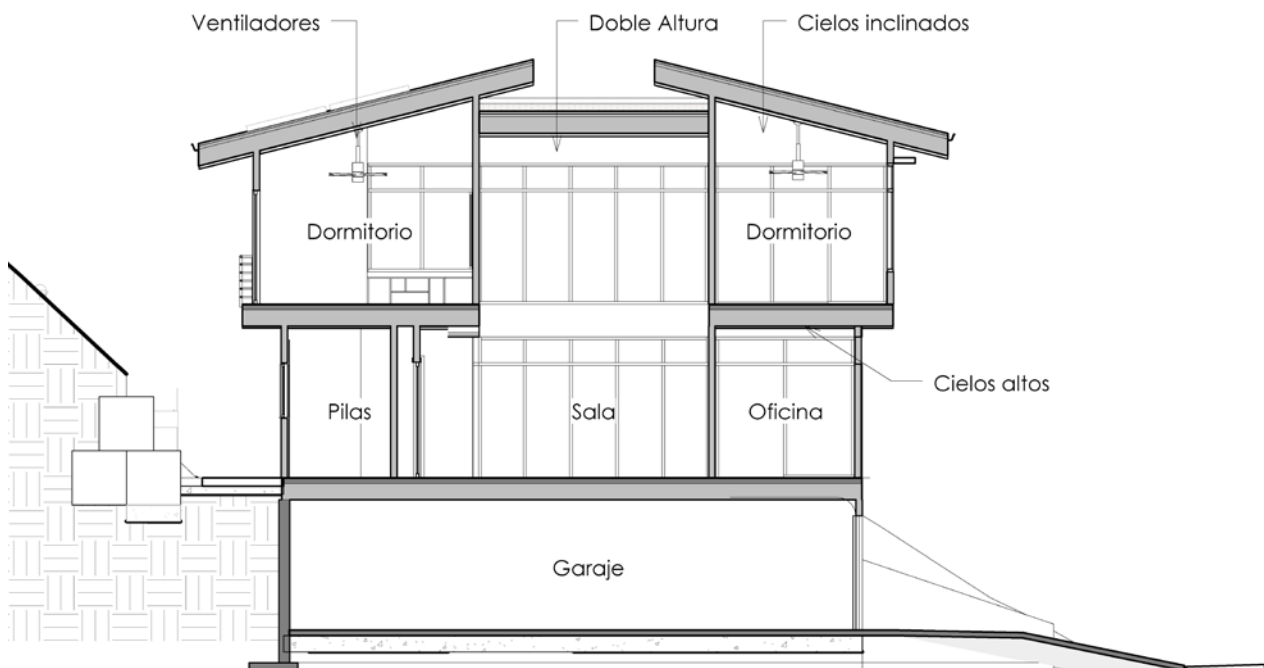 Ventiladores
Doble Altura
Cielos inclinados
Dormitorio
Dormitorio
Cielos altos
Pilas
Sala
Oficina
Garaje